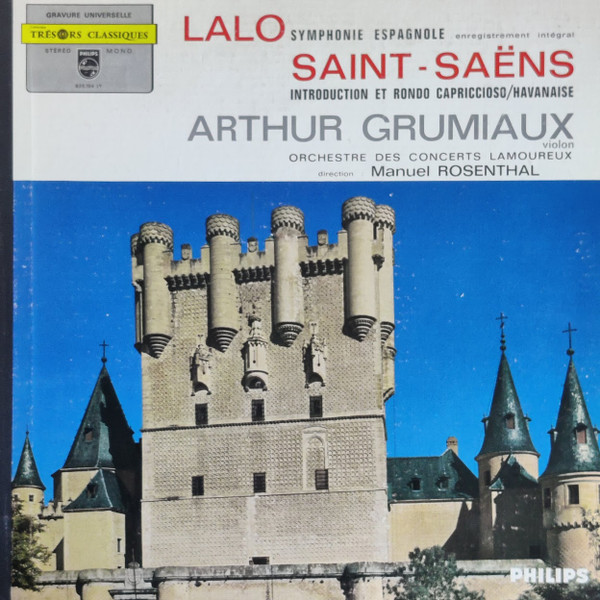 GRAVURE UNIVERSELLE
TRÉSORS CLASSIQUES
STÉRÉO PHILIPS MONO
LALO SYMPHONIE ESPAGNOLE enregistrement intégral
SAINT-SAËNS
INTRODUCTION ET RONDO CAPRICCIOSO/HAVANAISE
ARTHUR GRUMIAUX
violon
ORCHESTRE DES CONCERTS LAMOUREUX
direction Manuel ROSENTHAL
PHILIPS